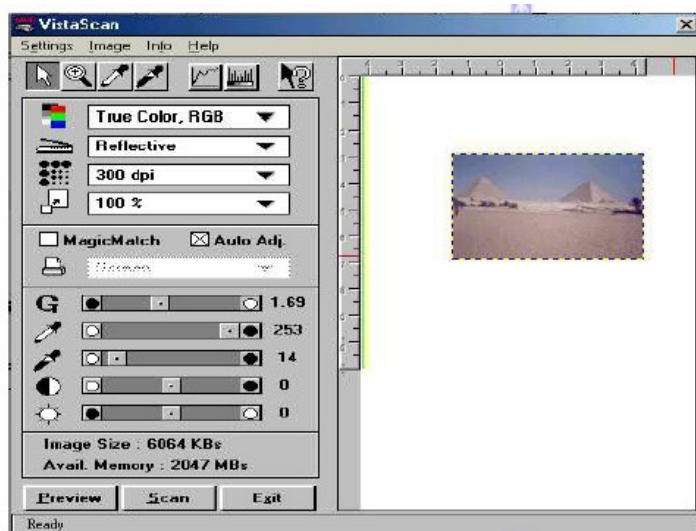 VistaScan
Settings Image Info Help
True Color, RGB
Reflective
300 dpi
100 %
MagicMatch Auto Adj.
Screen
G 1.69
253
14
0
0
Image Size : 6064 KBs
Avail. Memory : 2047 MBs
Preview Scan Exit
Ready